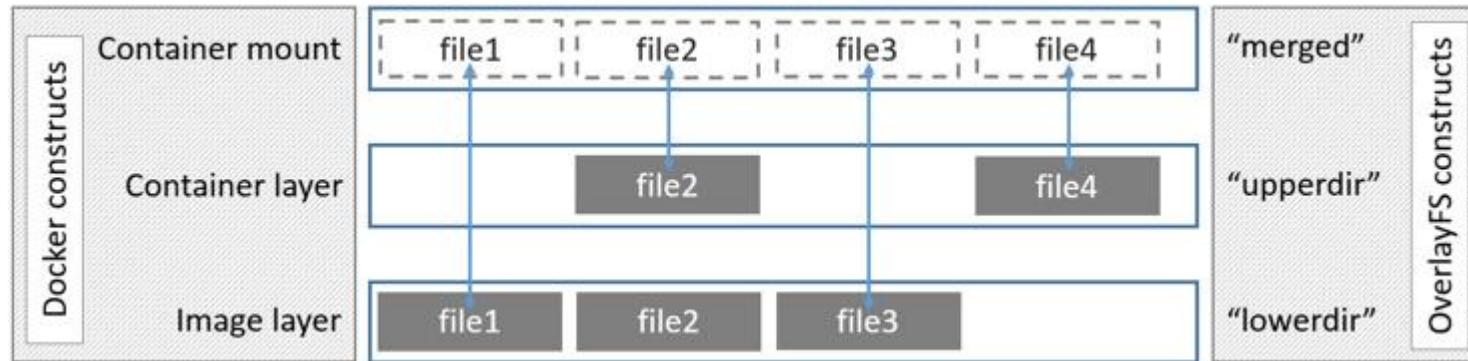 Docker constructs
Container mount
file1
file2
file3
file4
“merged”
Container layer
file2
file4
“upperdir”
Image layer
file1
file2
file3
“lowerdir”
OverlayFS constructs